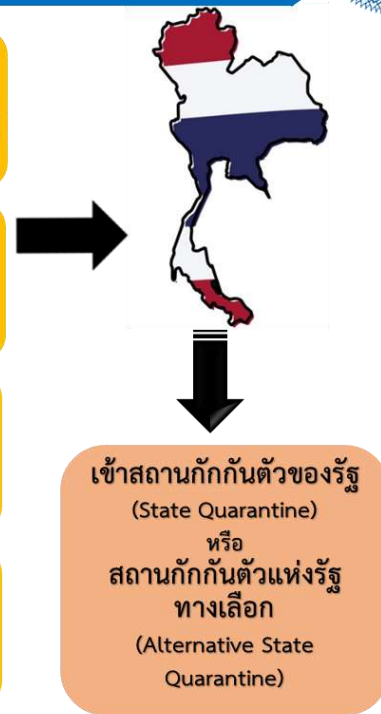 เข้าสถานกักกันตัวของรัฐ
(State Quarantine)
หรือ
สถานกักกันตัวแห่งรัฐ
ทางเลือก
(Alternative State
Quarantine)